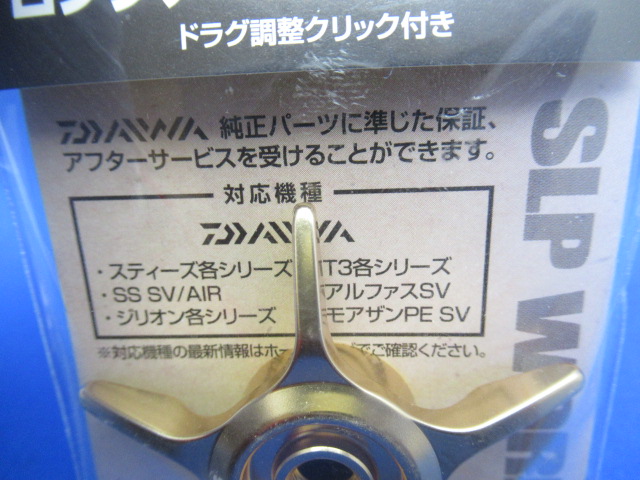 ドラグ調整クリック付き
DAIWA 純正パーツに準じた保証、
アフターサービスを受けることができます。
対応機種
DAIWA
・スティーズ各シリーズ
IT3各シリーズ
・SS SV/AIR
アルファスSV
・ジリオン各シリーズ
モアザンPE SV
※対応機種の最新情報はホー
でご確認ください。
SLP